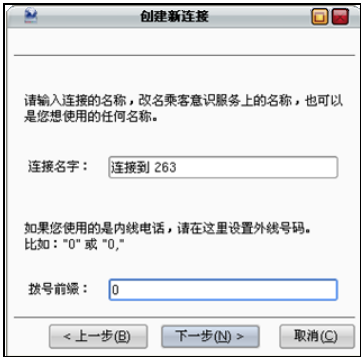 创建新连接
请输入连接的名称，改名乘客意识服务上的名称，也可以
是您想使用的任何名称。
连接名字：
连接到 263
如果您使用的是内线电话，请在这里设置外线号码。
比如："0" 或 "0,"
拨号前缀：
0
< 上一步(B)
下一步(N) >
取消(C)